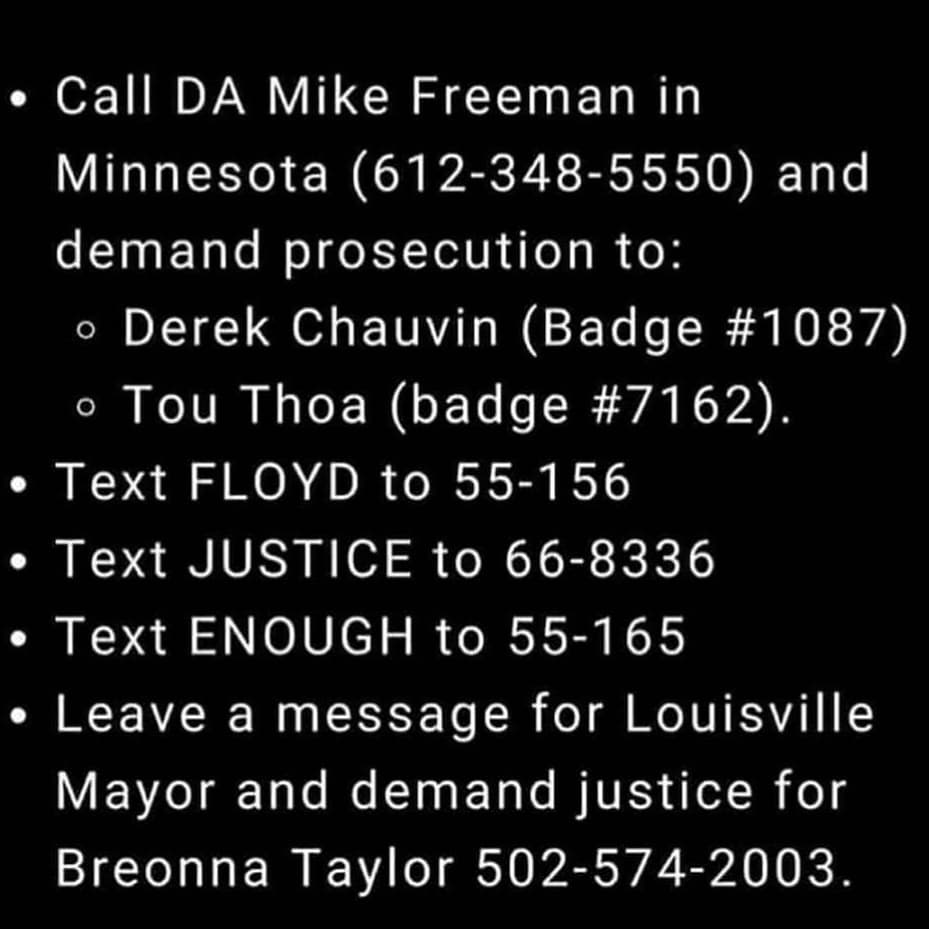 • Call DA Mike Freeman in
Minnesota (612-348-5550) and
demand prosecution to:
○ Derek Chauvin (Badge #1087)
○ Tou Thoa (badge #7162).
• Text FLOYD to 55-156
• Text JUSTICE to 66-8336
• Text ENOUGH to 55-165
• Leave a message for Louisville
Mayor and demand justice for
Breonna Taylor 502-574-2003.